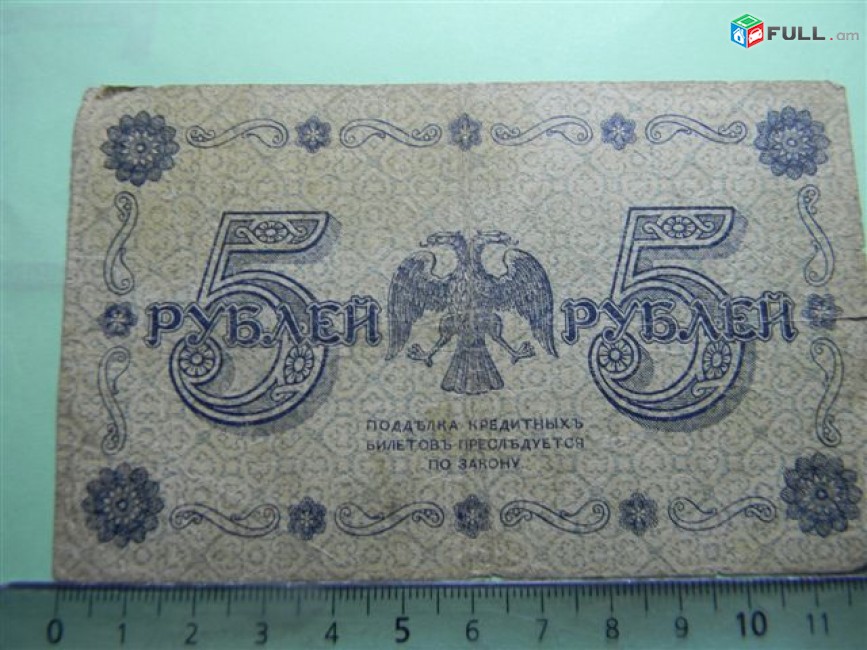 FULL.am
5 5
РУБЛЕЙ РУБЛЕЙ
ПОДДѢЛКА КРЕДИТНЫХЪ
БИЛЕТОВЪ ПРЕСЛѢДУЕТСЯ
ПО ЗАКОНУ
0 1 2 3 4 5 6 7 8 9 10 11